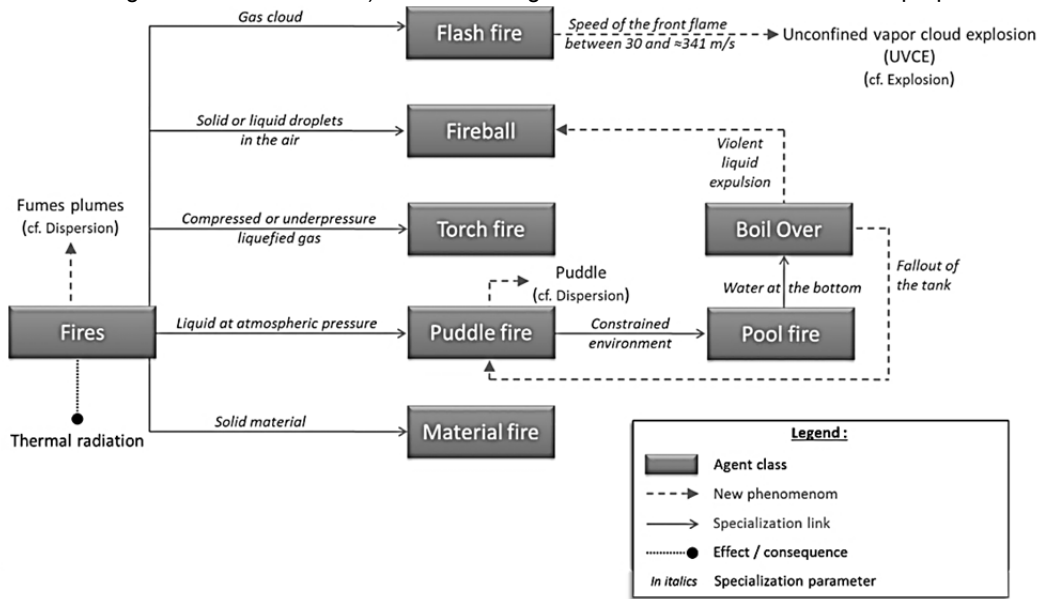 Gas cloud
Flash fire
Speed of the front flame
between 30 and ≈341 m/s
Unconfined vapor cloud explosion
(UVCE)
(cf. Explosion)
Solid or liquid droplets
in the air
Fireball
Violent
liquid
expulsion
Fumes plumes
(cf. Dispersion)
Compressed or underpressure
liquefied gas
Torch fire
Boil Over
Fallout of
the tank
Puddle
(cf. Dispersion)
Water at the bottom
Fires
Liquid at atmospheric pressure
Puddle fire
Constrained
environment
Pool fire
Thermal radiation
Solid material
Material fire
Legend :
Agent class
New phenomenom
Specialization link
Effect / consequence
In italics Specialization parameter